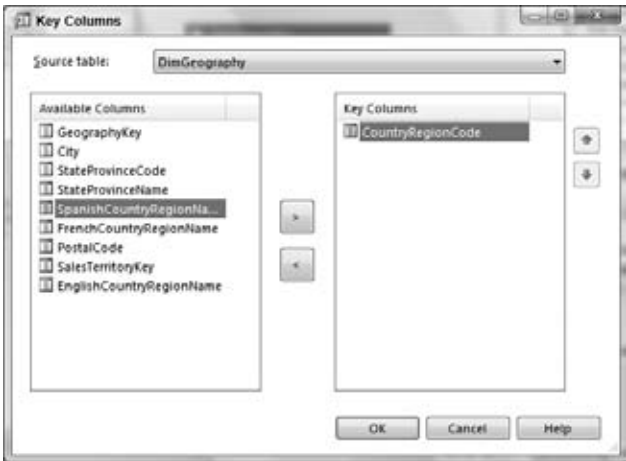 Key Columns
Source table:
DimGeography
Available Columns
GeographyKey
City
StateProvinceCode
StateProvinceName
SpanishCountryRegionNa...
FrenchCountryRegionName
PostalCode
SalesTerritoryKey
EnglishCountryRegionName
>
<
Key Columns
CountryRegionCode
OK
Cancel
Help